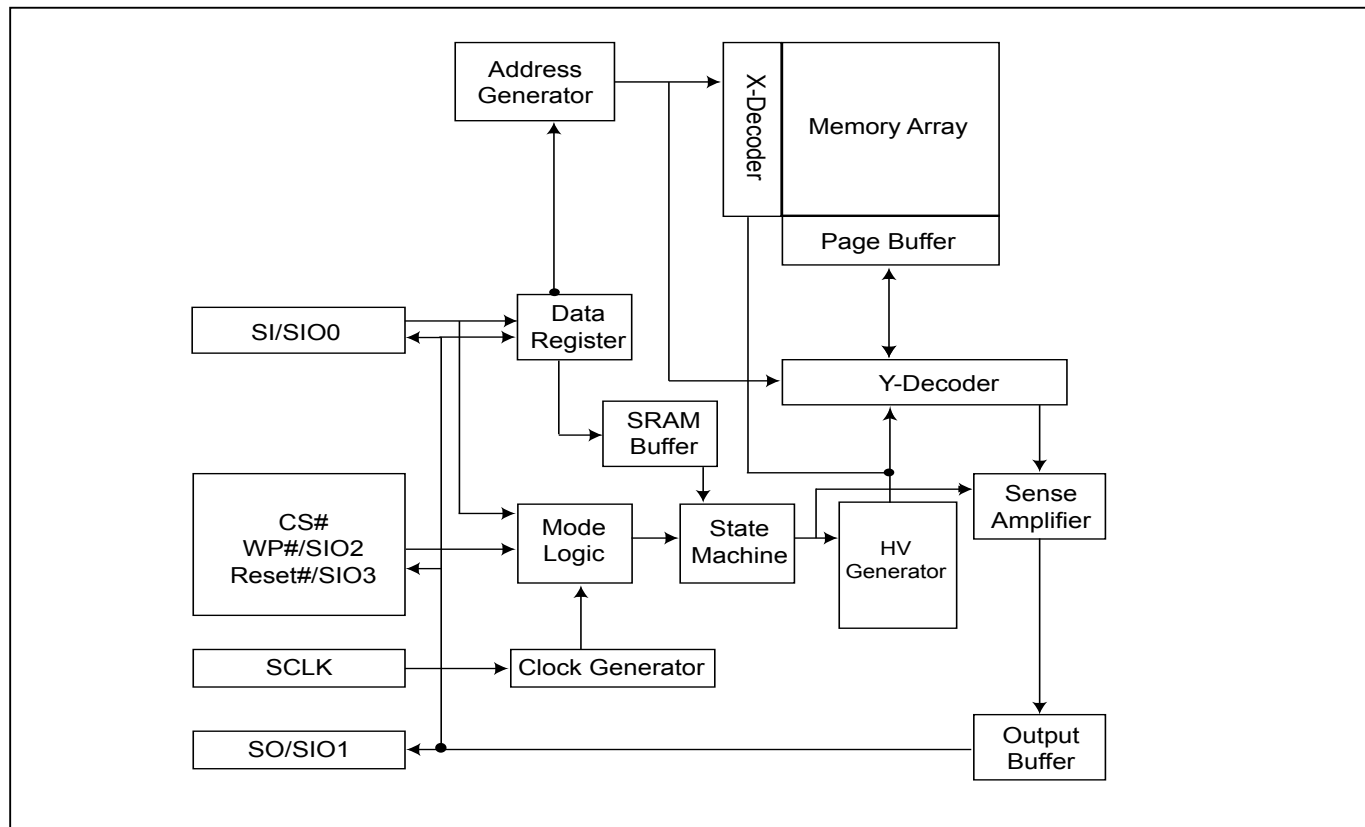 Address
Generator
X-Decoder
Memory Array
Page Buffer
SI/SIO0
Data
Register
Y-Decoder
SRAM
Buffer
CS#
WP#/SIO2
Reset#/SIO3
Mode
Logic
State
Machine
HV
Generator
Sense
Amplifier
SCLK
Clock Generator
SO/SIO1
Output
Buffer